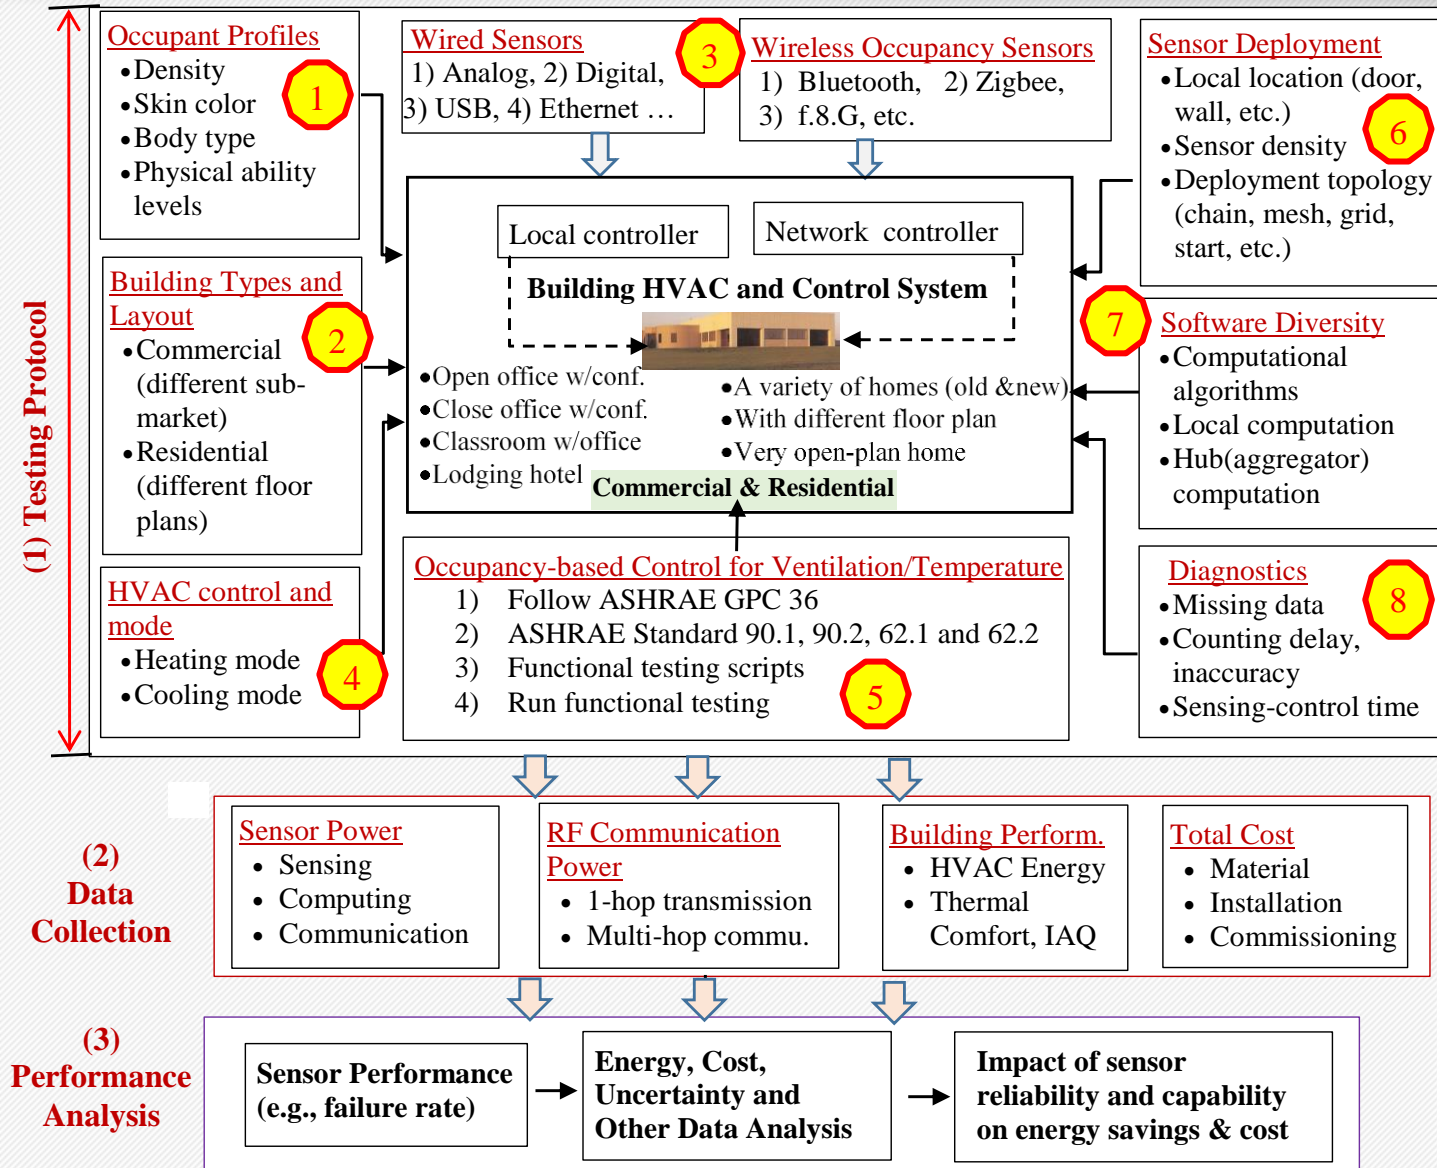 (1) Testing Protocol
Occupant Profiles
•Density
•Skin color
•Body type
•Physical ability
levels
1
Wired Sensors
1) Analog, 2) Digital,
3) USB, 4) Ethernet …
3
Wireless Occupancy Sensors
1) Bluetooth, 2) Zigbee,
3) f.8.G, etc.
Sensor Deployment
•Local location (door,
wall, etc.)
•Sensor density
•Deployment topology
(chain, mesh, grid,
start, etc.)
6
Building Types and
Layout
•Commercial
(different sub-
market)
•Residential
(different floor
plans)
2
Local controller
Network controller
Building HVAC and Control System
•Open office w/conf.
•Close office w/conf.
•Classroom w/office
•Lodging hotel
•A variety of homes (old &new)
•With different floor plan
•Very open-plan home
Commercial & Residential
7
Software Diversity
•Computational
algorithms
•Local computation
•Hub(aggregator)
computation
HVAC control and
mode
•Heating mode
•Cooling mode
4
Occupancy-based Control for Ventilation/Temperature
1) Follow ASHRAE GPC 36
2) ASHRAE Standard 90.1, 90.2, 62.1 and 62.2
3) Functional testing scripts
4) Run functional testing
5
Diagnostics
•Missing data
•Counting delay,
inaccuracy
•Sensing-control time
8
(2)
Data
Collection
Sensor Power
• Sensing
• Computing
• Communication
RF Communication
Power
• 1-hop transmission
• Multi-hop commu.
Building Perform.
• HVAC Energy
• Thermal
Comfort, IAQ
Total Cost
• Material
• Installation
• Commissioning
(3)
Performance
Analysis
Sensor Performance
(e.g., failure rate)
Energy, Cost,
Uncertainty and
Other Data Analysis
Impact of sensor
reliability and capability
on energy savings & cost